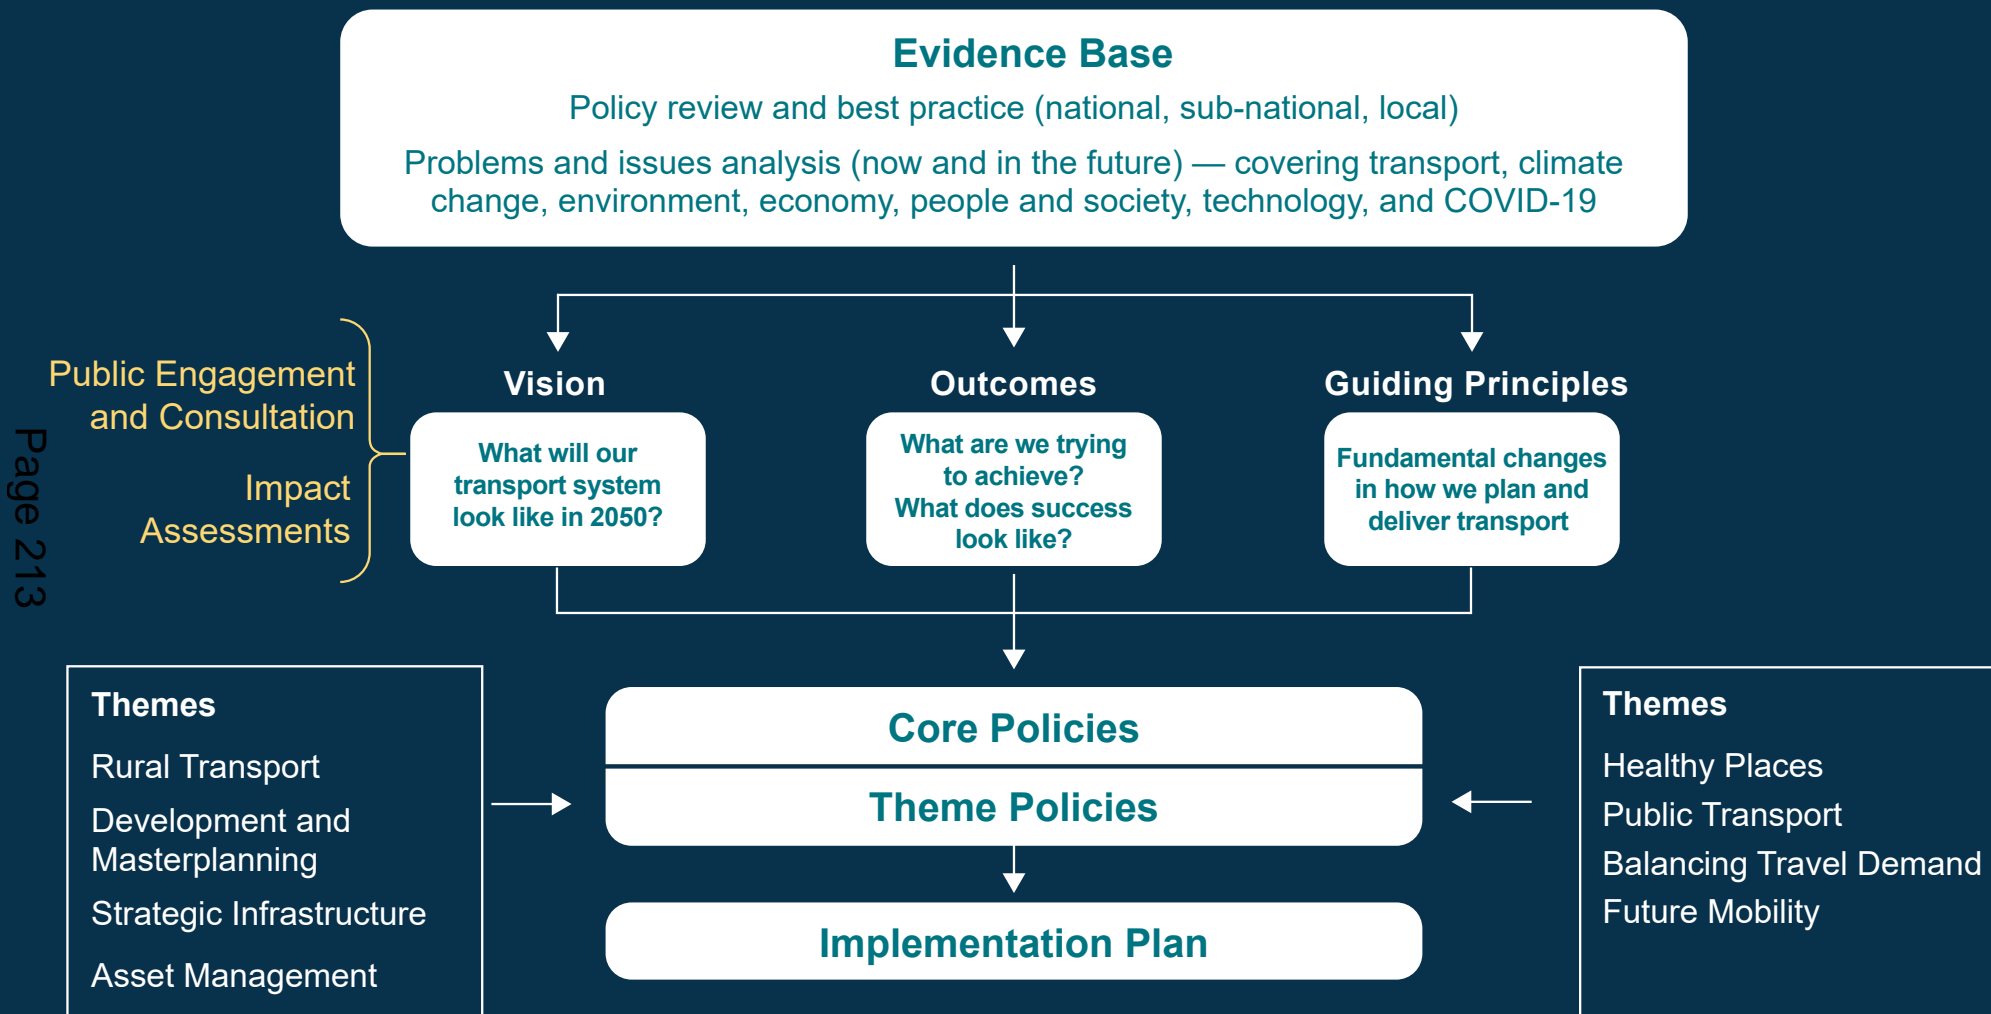 Evidence Base
Policy review and best practice (national, sub-national, local)
Problems and issues analysis (now and in the future) — covering transport, climate
change, environment, economy, people and society, technology, and COVID-19
Public Engagement
and Consultation
Impact
Assessments
Page 213
Vision
What will our
transport system
look like in 2050?
Outcomes
What are we trying
to achieve?
What does success
look like?
Guiding Principles
Fundamental changes
in how we plan and
deliver transport
Themes
Rural Transport
Development and
Masterplanning
Strategic Infrastructure
Asset Management
Core Policies
Theme Policies
Implementation Plan
Themes
Healthy Places
Public Transport
Balancing Travel Demand
Future Mobility